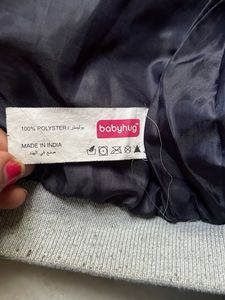 100% POLYSTER / بوليستر
babyhug
MADE IN INDIA
صنع في الهند